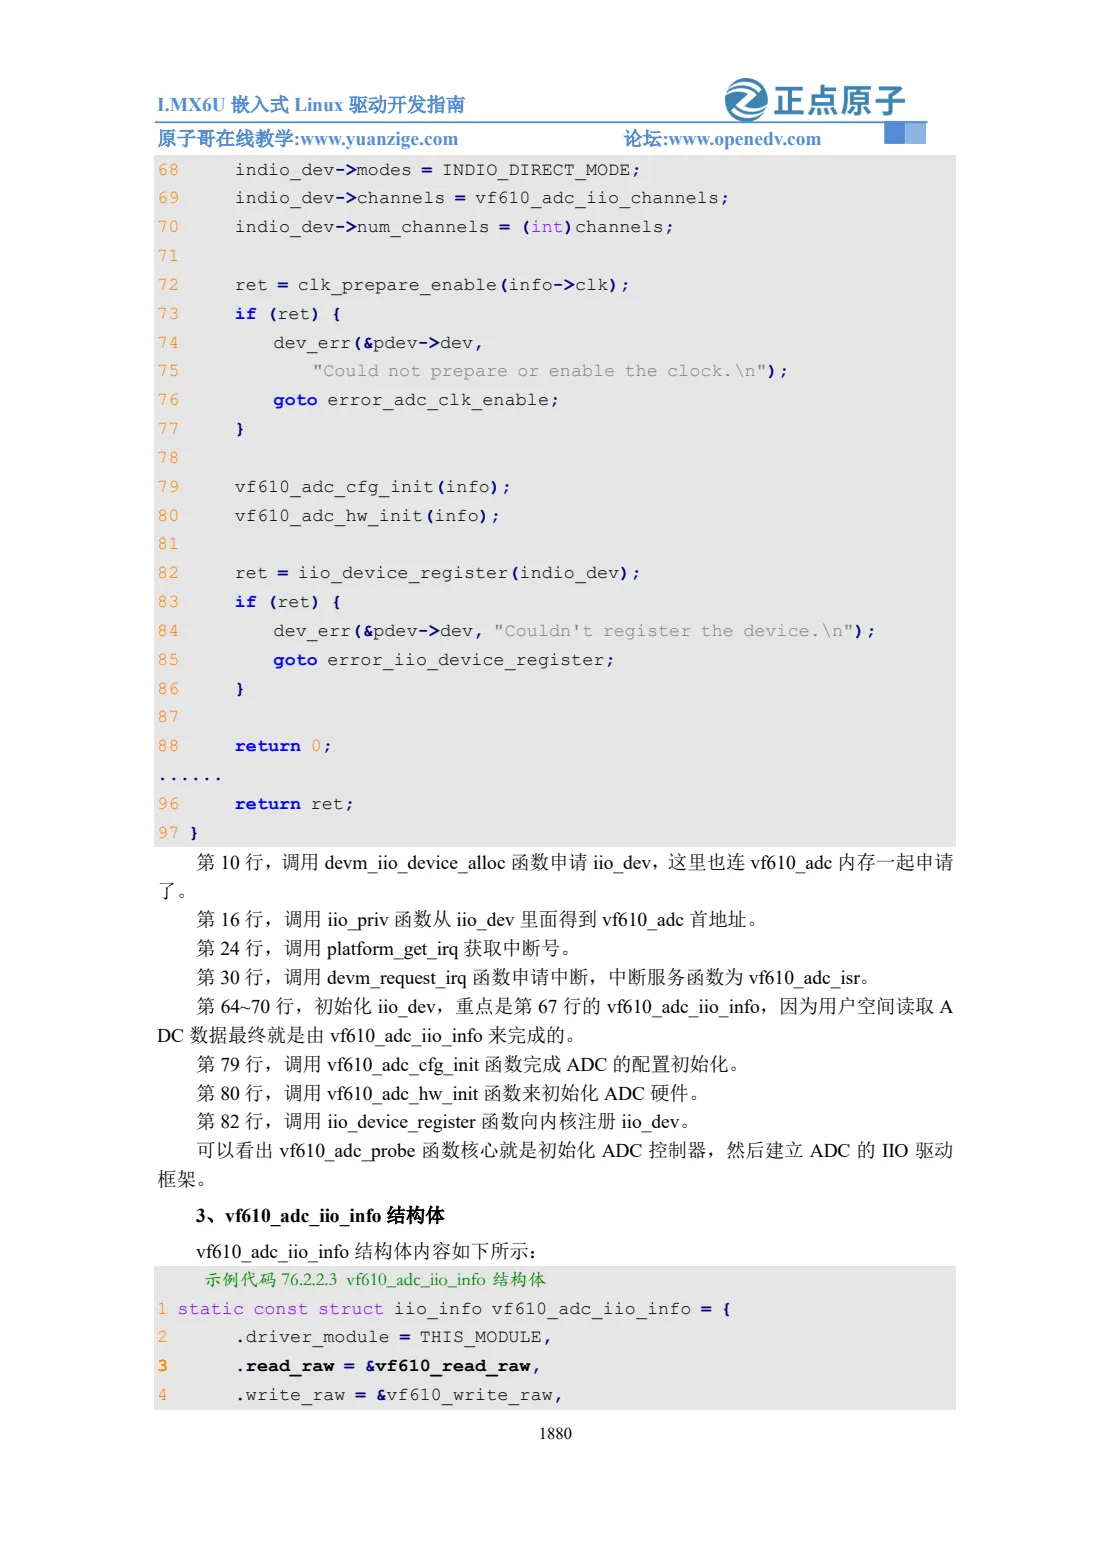 I.MX6U 嵌入式 Linux 驱动开发指南
正点原子
原子哥在线教学:www.yuanzige.com 论坛:www.openedv.com
68 indio_dev->modes = INDIO_DIRECT_MODE;
69 indio_dev->channels = vf610_adc_iio_channels;
70 indio_dev->num_channels = (int)channels;
71
72 ret = clk_prepare_enable(info->clk);
73 if (ret) {
74 dev_err(&pdev->dev,
75 "Could not prepare or enable the clock.\n");
76 goto error_adc_clk_enable;
77 }
78
79 vf610_adc_cfg_init(info);
80 vf610_adc_hw_init(info);
81
82 ret = iio_device_register(indio_dev);
83 if (ret) {
84 dev_err(&pdev->dev, "Couldn't register the device.\n");
85 goto error_iio_device_register;
86 }
87
88 return 0;
......
96 return ret;
97 }
第 10 行，调用 devm_iio_device_alloc 函数申请 iio_dev，这里也连 vf610_adc 内存一起申请
了。
第 16 行，调用 iio_priv 函数从 iio_dev 里面得到 vf610_adc 首地址。
第 24 行，调用 platform_get_irq 获取中断号。
第 30 行，调用 devm_request_irq 函数申请中断，中断服务函数为 vf610_adc_isr。
第 64~70 行，初始化 iio_dev，重点是第 67 行的 vf610_adc_iio_info，因为用户空间读取 A
DC 数据最终就是由 vf610_adc_iio_info 来完成的。
第 79 行，调用 vf610_adc_cfg_init 函数完成 ADC 的配置初始化。
第 80 行，调用 vf610_adc_hw_init 函数来初始化 ADC 硬件。
第 82 行，调用 iio_device_register 函数向内核注册 iio_dev。
可以看出 vf610_adc_probe 函数核心就是初始化 ADC 控制器，然后建立 ADC 的 IIO 驱动
框架。
3、vf610_adc_iio_info 结构体
vf610_adc_iio_info 结构体内容如下所示：
示例代码 76.2.2.3 vf610_adc_iio_info 结构体
1 static const struct iio_info vf610_adc_iio_info = {
2 .driver_module = THIS_MODULE,
3 .read_raw = &vf610_read_raw,
4 .write_raw = &vf610_write_raw,
1880